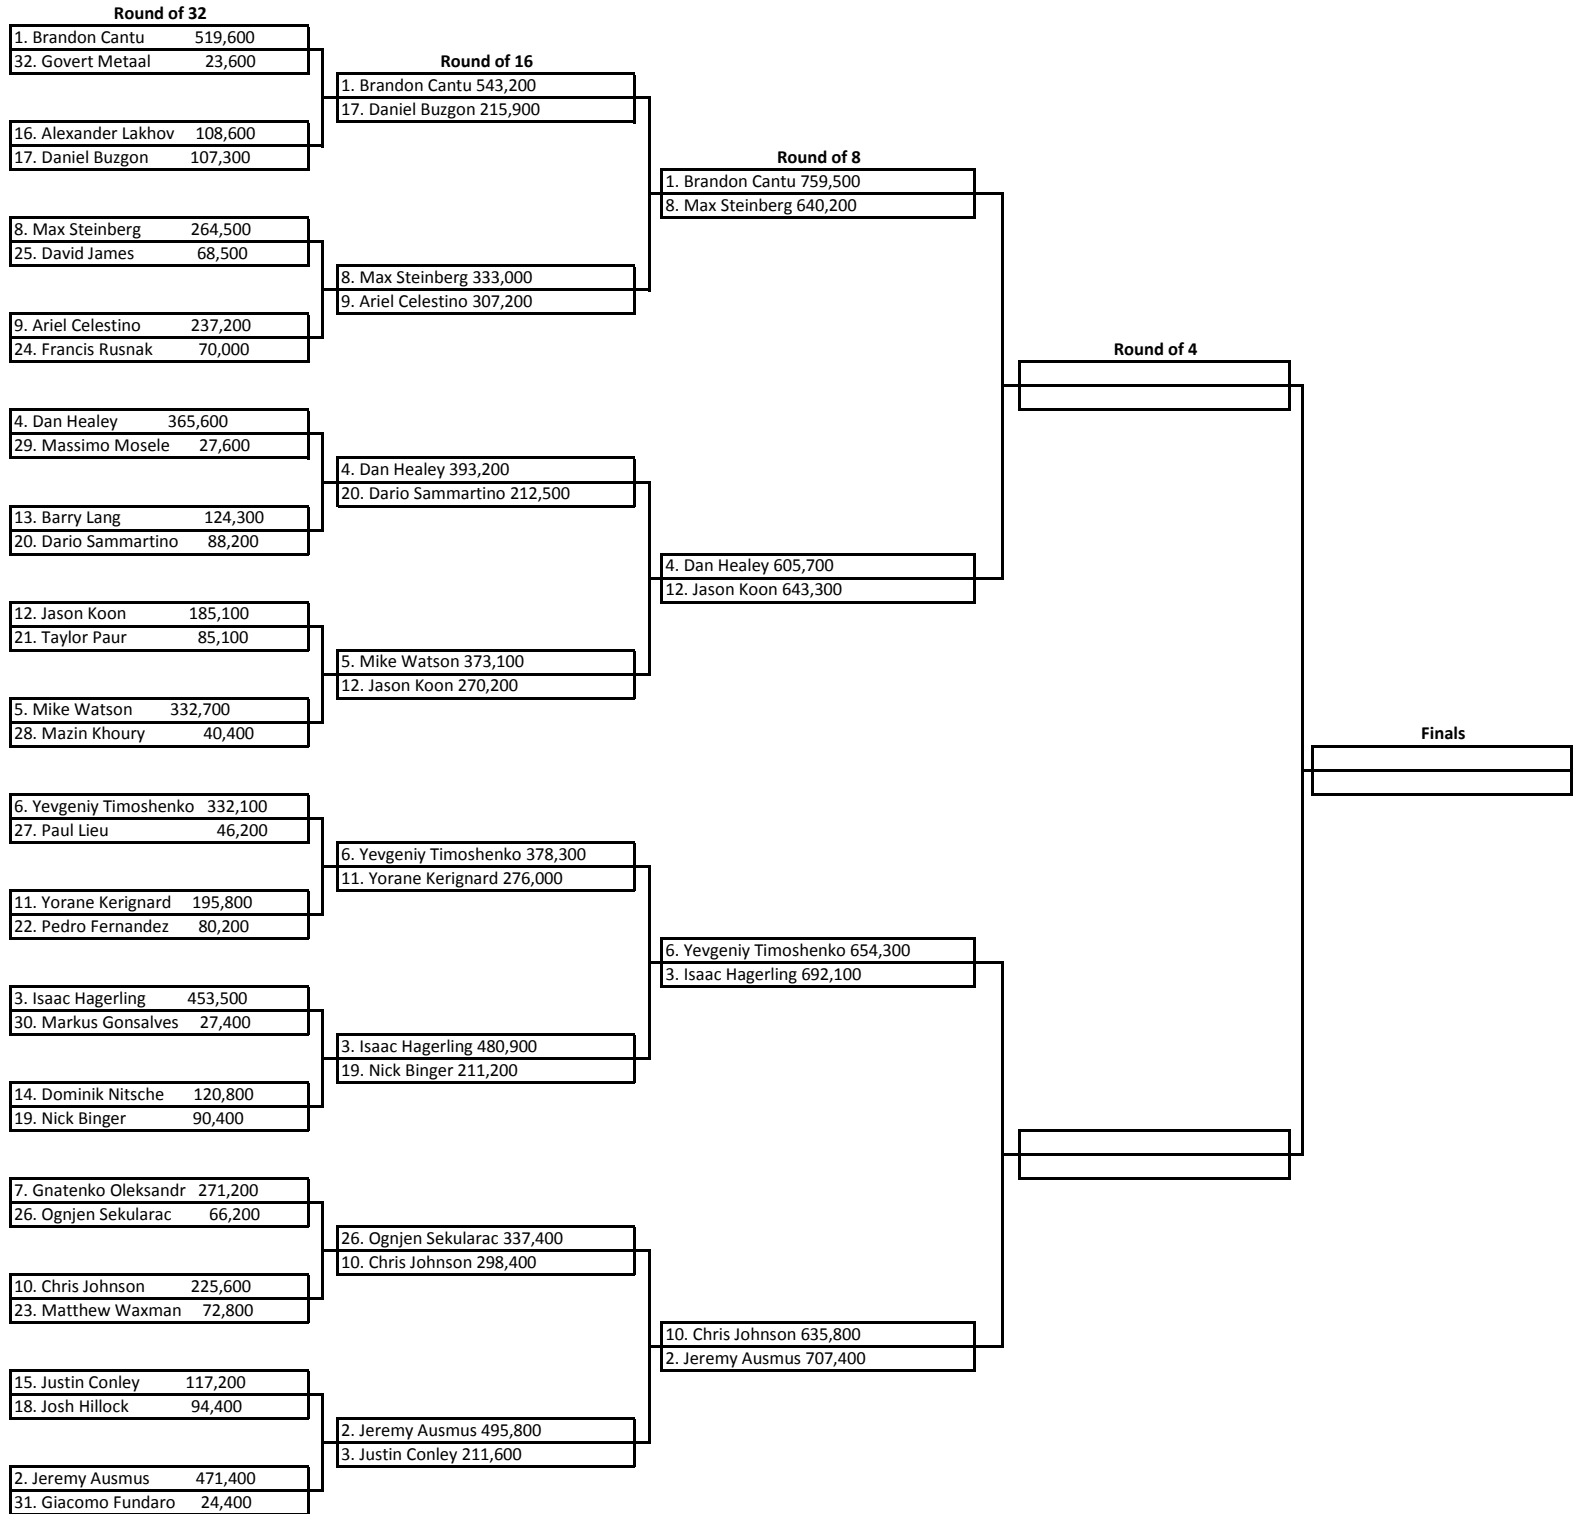 Round of 32
1. Brandon Cantu 519,600
32. Govert Metaal 23,600
16. Alexander Lakhov 108,600
17. Daniel Buzgon 107,300
8. Max Steinberg 264,500
25. David James 68,500
9. Ariel Celestino 237,200
24. Francis Rusnak 70,000
4. Dan Healey 365,600
29. Massimo Mosele 27,600
13. Barry Lang 124,300
20. Dario Sammartino 88,200
12. Jason Koon 185,100
21. Taylor Paur 85,100
5. Mike Watson 332,700
28. Mazin Khoury 40,400
6. Yevgeniy Timoshenko 332,100
27. Paul Lieu 46,200
11. Yorane Kerignard 195,800
22. Pedro Fernandez 80,200
3. Isaac Hagerling 453,500
30. Markus Gonsalves 27,400
14. Dominik Nitsche 120,800
19. Nick Binger 90,400
7. Gnatenko Oleksandr 271,200
26. Ognjen Sekularac 66,200
10. Chris Johnson 225,600
23. Matthew Waxman 72,800
15. Justin Conley 117,200
18. Josh Hillock 94,400
2. Jeremy Ausmus 471,400
31. Giacomo Fundaro 24,400
Round of 16
1. Brandon Cantu 543,200
17. Daniel Buzgon 215,900
8. Max Steinberg 333,000
9. Ariel Celestino 307,200
4. Dan Healey 393,200
20. Dario Sammartino 212,500
5. Mike Watson 373,100
12. Jason Koon 270,200
6. Yevgeniy Timoshenko 378,300
11. Yorane Kerignard 276,000
3. Isaac Hagerling 480,900
19. Nick Binger 211,200
26. Ognjen Sekularac 337,400
10. Chris Johnson 298,400
2. Jeremy Ausmus 495,800
3. Justin Conley 211,600
Round of 8
1. Brandon Cantu 759,500
8. Max Steinberg 640,200
4. Dan Healey 605,700
12. Jason Koon 643,300
6. Yevgeniy Timoshenko 654,300
3. Isaac Hagerling 692,100
10. Chris Johnson 635,800
2. Jeremy Ausmus 707,400
Round of 4
Finals